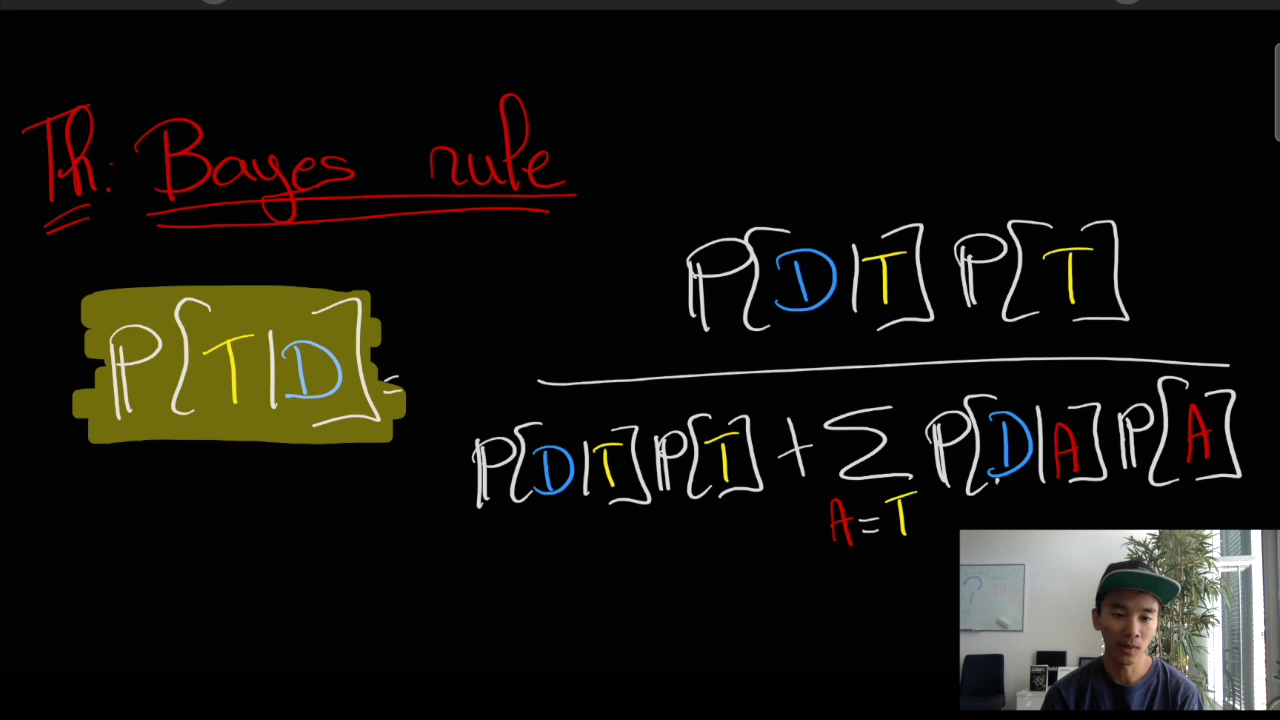 Th: Bayes rule
ℙ[T|D] =
ℙ[D|T] ℙ[T]
ℙ[D|T] ℙ[T] + ∑ ℙ[D|A] ℙ[A]
A = T